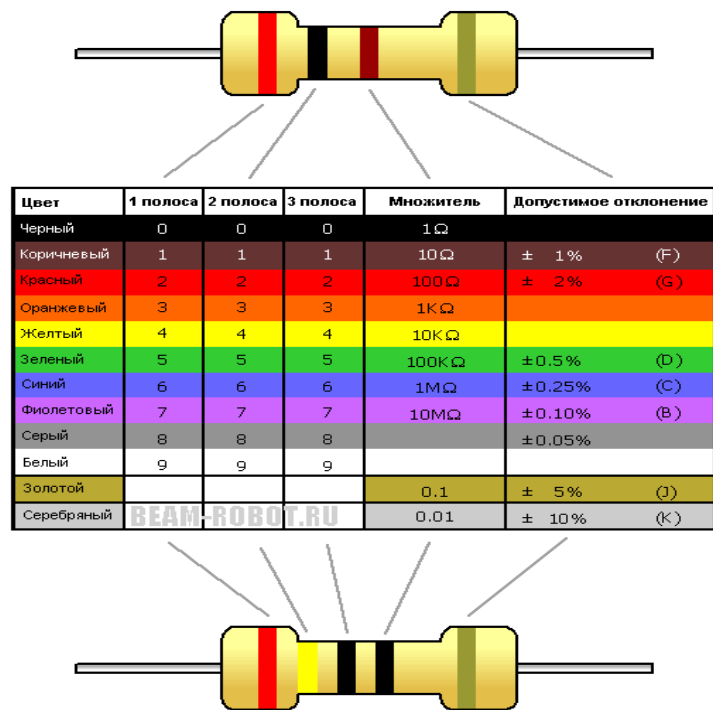 Цвет 1 полоса 2 полоса 3 полоса Множитель Допустимое отклонение
Черный 0 0 0 1Ω
Коричневый 1 1 1 10Ω ± 1% (F)
Красный 2 2 2 100Ω ± 2% (G)
Оранжевый 3 3 3 1KΩ
Желтый 4 4 4 10KΩ
Зеленый 5 5 5 100KΩ ±0.5% (D)
Синий 6 6 6 1MΩ ±0.25% (C)
Фиолетовый 7 7 7 10MΩ ±0.10% (B)
Серый 8 8 8 ±0.05%
Белый 9 9 9
Золотой 0.1 ± 5% (J)
Серебряный BEAM-ROBOT.RU 0.01 ± 10% (K)